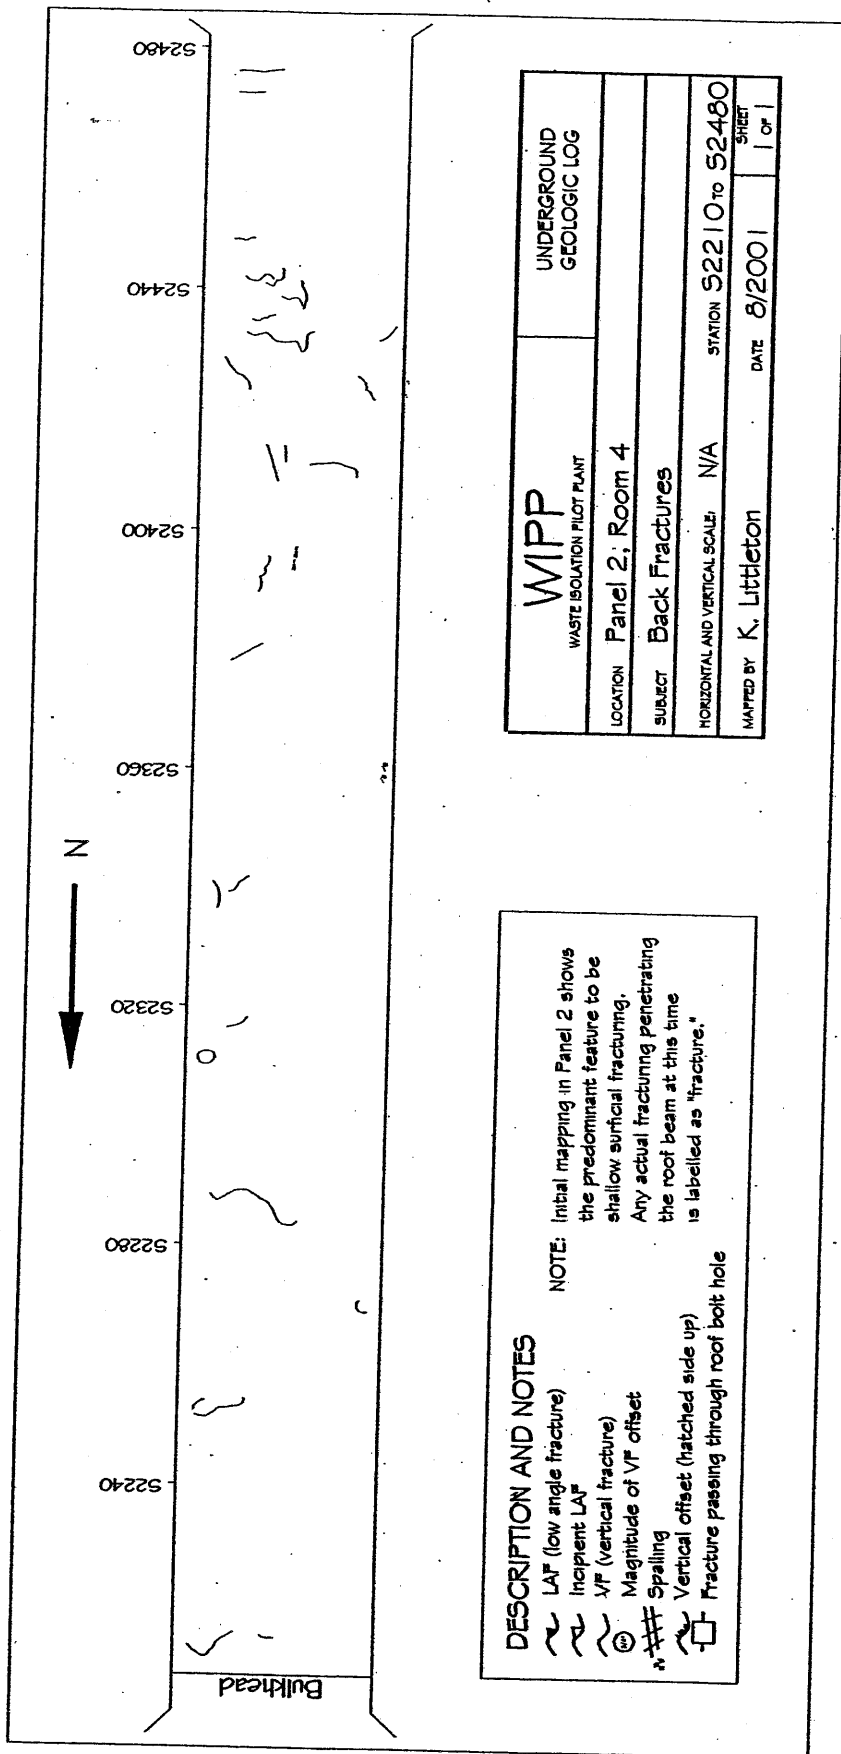 N
S2480
S2440
S2400
S2360
S2320
S2280
S2240
Bulkhead
DESCRIPTION AND NOTES
LAF (low angle fracture)
Incipient LAF
VF (vertical fracture)
Magnitude of VF offset
Spalling
Vertical offset (hatched side up)
Fracture passing through roof bolt hole
NOTE: Initial mapping in Panel 2 shows
the predominant feature to be
shallow surficial fracturing.
Any actual fracturing penetrating
the roof beam at this time
is labelled as "fracture."
WIPP
WASTE ISOLATION PILOT PLANT
UNDERGROUND
GEOLOGIC LOG
LOCATION Panel 2; Room 4
SUBJECT Back Fractures
HORIZONTAL AND VERTICAL SCALE: N/A STATION S2210 TO S2480
MAPPED BY K. Littleton DATE 8/2001 SHEET
1 OF 1